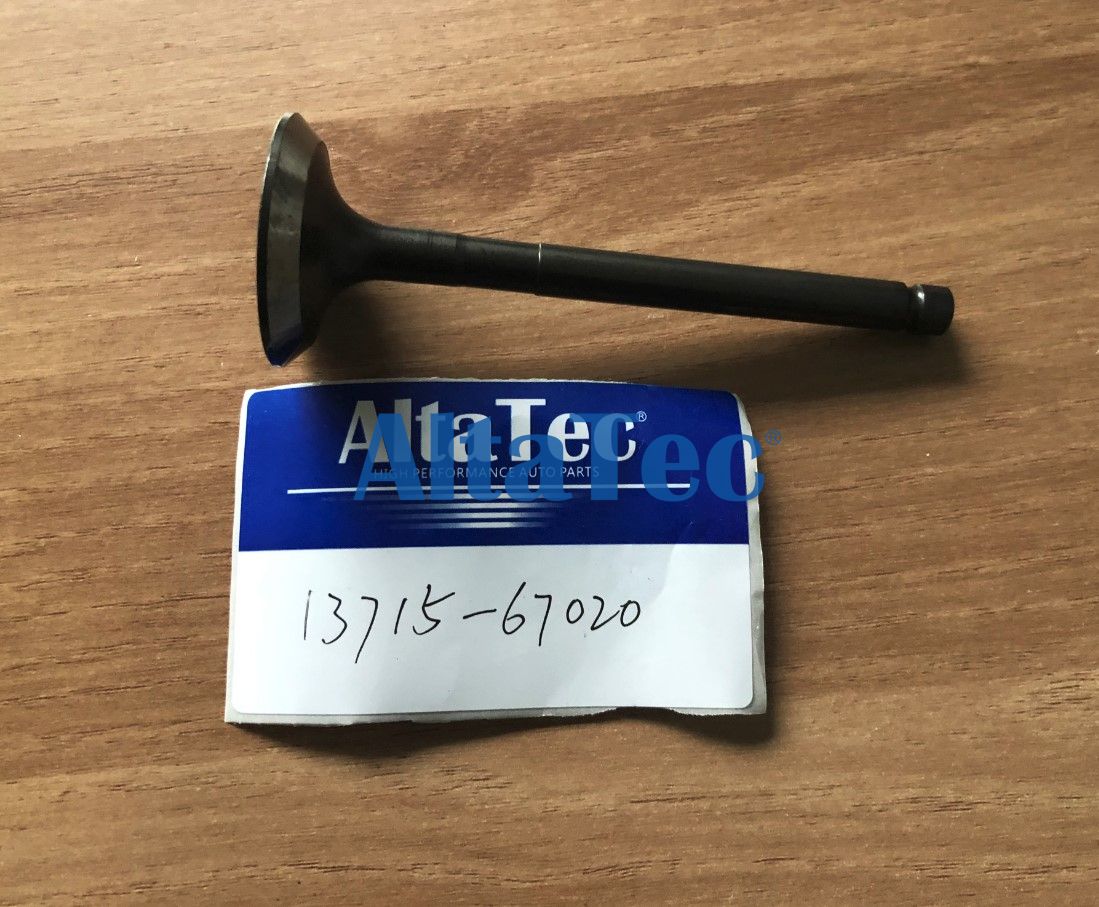 AltaTec®
AltaTec®
HIGH PERFORMANCE AUTO PARTS
13715-67020